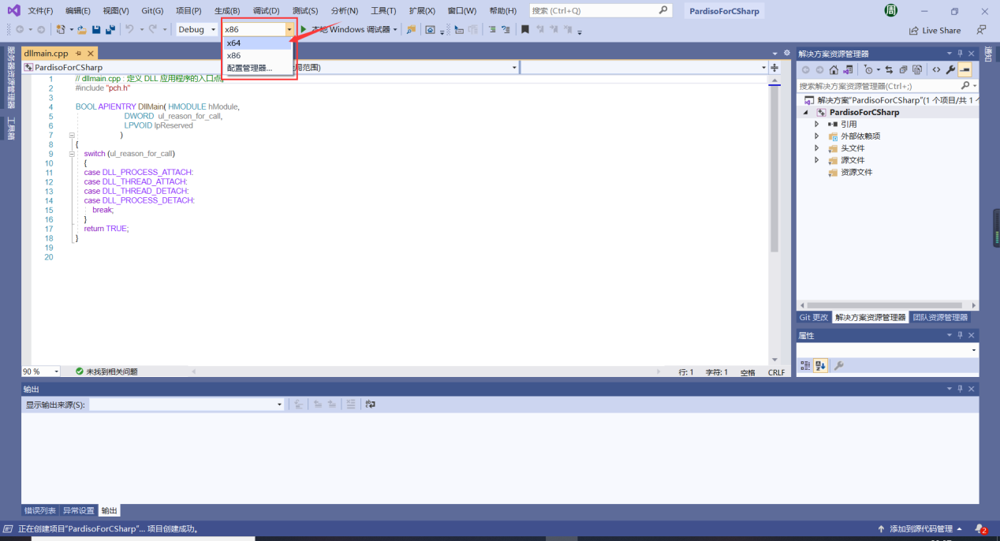 文件(F) 编辑(E) 视图(V) Git(G) 项目(P) 生成(B) 调试(D) 测试(S) 分析(N) 工具(T) 扩展(X) 窗口(W) 帮助(H) 搜索 (Ctrl+Q) PardisoForCSharp 周
Debug x86 本地 Windows 调试器 Live Share
x64
x86
配置管理器...
服务器资源管理器
工具箱
dllmain.cpp
PardisoForCSharp 局范围)
1 // dllmain.cpp : 定义 DLL 应用程序的入口点。
2 #include "pch.h"
3
4 BOOL APIENTRY DllMain( HMODULE hModule,
5 DWORD ul_reason_for_call,
6 LPVOID lpReserved
7 )
8 {
9 switch (ul_reason_for_call)
10 {
11 case DLL_PROCESS_ATTACH:
12 case DLL_THREAD_ATTACH:
13 case DLL_THREAD_DETACH:
14 case DLL_PROCESS_DETACH:
15 break;
16 }
17 return TRUE;
18 }
19
20
90 % 未找到相关问题 行: 1 字符: 1 空格 CRLF
解决方案资源管理器
搜索解决方案资源管理器(Ctrl+;)
解决方案"PardisoForCSharp"(1 个项目/共 1
PardisoForCSharp
引用
外部依赖项
头文件
源文件
资源文件
Git 更改 解决方案资源管理器 团队资源管理器
属性
通知
输出
显示输出来源(S):
错误列表 异常设置 输出
正在创建项目"PardisoForCSharp"... 项目创建成功。 添加到源代码管理 2